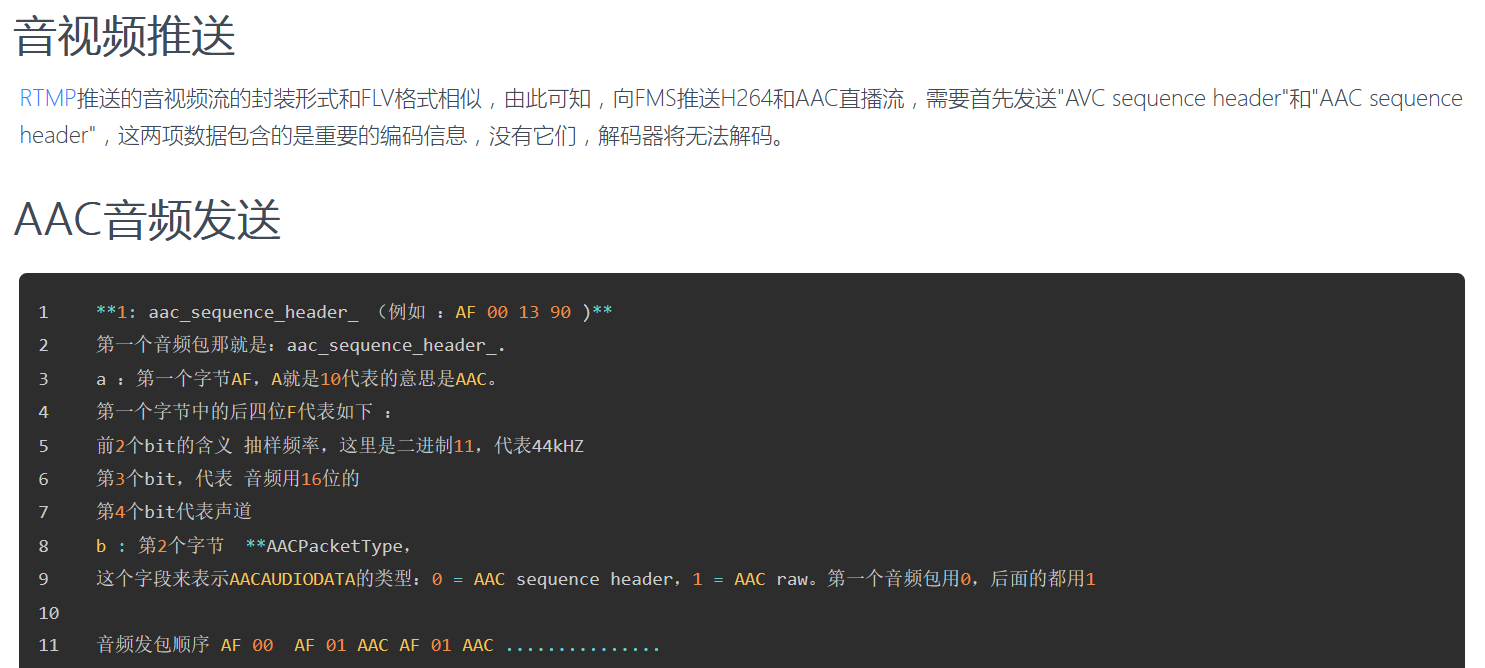 音视频推送
RTMP推送的音视频流的封装形式和FLV格式相似，由此可知，向FMS推送H264和AAC直播流，需要首先发送"AVC sequence header"和"AAC sequence
header"，这两项数据包含的是重要的编码信息，没有它们，解码器将无法解码。
AAC音频发送
1 **1: aac_sequence_header_ （例如 ：AF 00 13 90 )**
2 第一个音频包那就是：aac_sequence_header_.
3 a ：第一个字节AF，A就是10代表的意思是AAC。
4 第一个字节中的后四位F代表如下 ：
5 前2个bit的含义 抽样频率，这里是二进制11，代表44kHZ
6 第3个bit，代表 音频用16位的
7 第4个bit代表声道
8 b : 第2个字节 **AACPacketType，
9 这个字段来表示AACAUDIODATA的类型：0 = AAC sequence header，1 = AAC raw。第一个音频包用0，后面的都用1
10
11 音频发包顺序 AF 00 AF 01 AAC AF 01 AAC ...............